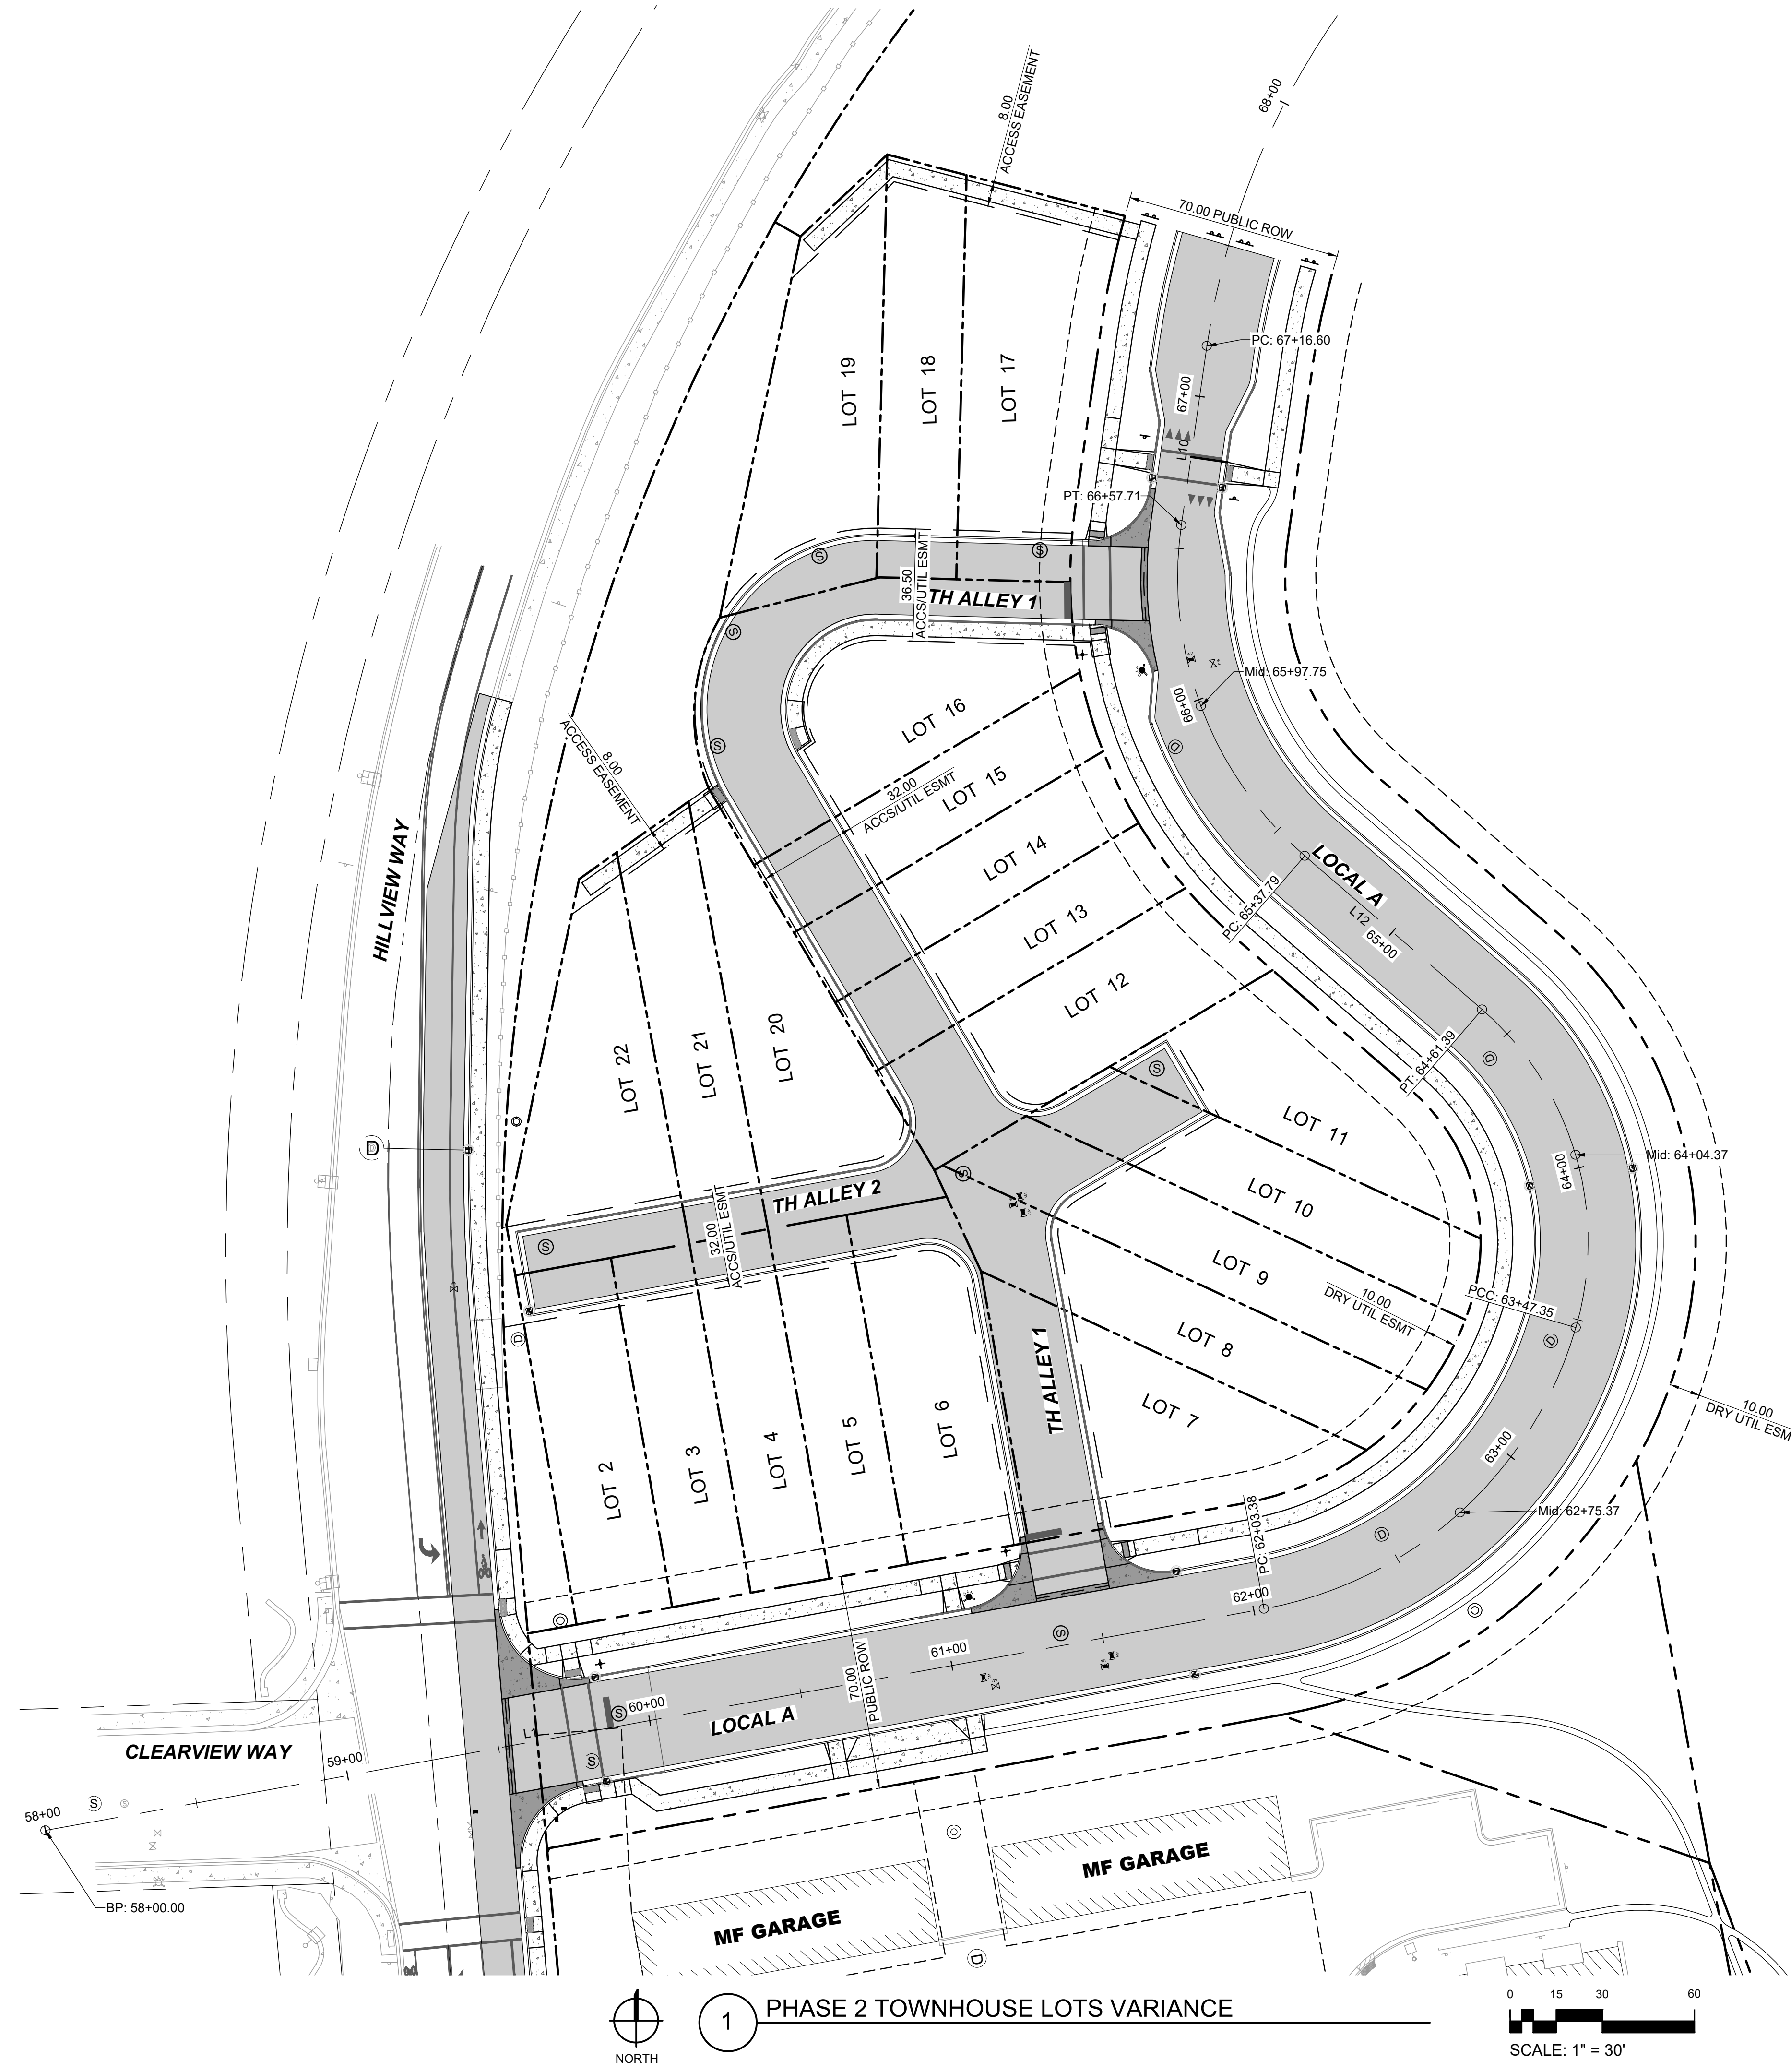 68+00
8.00
ACCESS EASEMENT
70.00 PUBLIC ROW
PC: 67+16.60
LOT 19
LOT 18
LOT 17
67+00
L10
PT: 66+57.71
S
S
36.50
ACCS/UTIL ESMT
TH ALLEY 1
S
Mid: 65+97.75
66+00
LOT 16
S
D
8.00
ACCESS EASEMENT
32.00
ACCS/UTIL ESMT
LOT 15
LOT 14
LOCAL A
L12
65+00
PC: 65+37.79
HILLVIEW WAY
LOT 13
LOT 12
LOT 22
LOT 21
LOT 20
PT: 64+61.39
D
S
LOT 11
D
Mid: 64+04.37
64+00
S
TH ALLEY 2
LOT 10
32.00
ACCS/UTIL ESMT
S
LOT 9
10.00
DRY UTIL ESMT
PCC: 63+47.35
D
D
LOT 8
TH ALLEY 1
LOT 7
10.00
DRY UTIL ESM
LOT 2
LOT 3
LOT 4
LOT 5
LOT 6
63+00
Mid: 62+75.37
D
PC: 62+03.38
62+00
S
61+00
70.00
PUBLIC ROW
60+00
S
LOCAL A
L1
S
CLEARVIEW WAY
59+00
58+00
S
S
BP: 58+00.00
MF GARAGE
MF GARAGE
D
1
PHASE 2 TOWNHOUSE LOTS VARIANCE
NORTH
0 15 30 60
SCALE: 1" = 30'